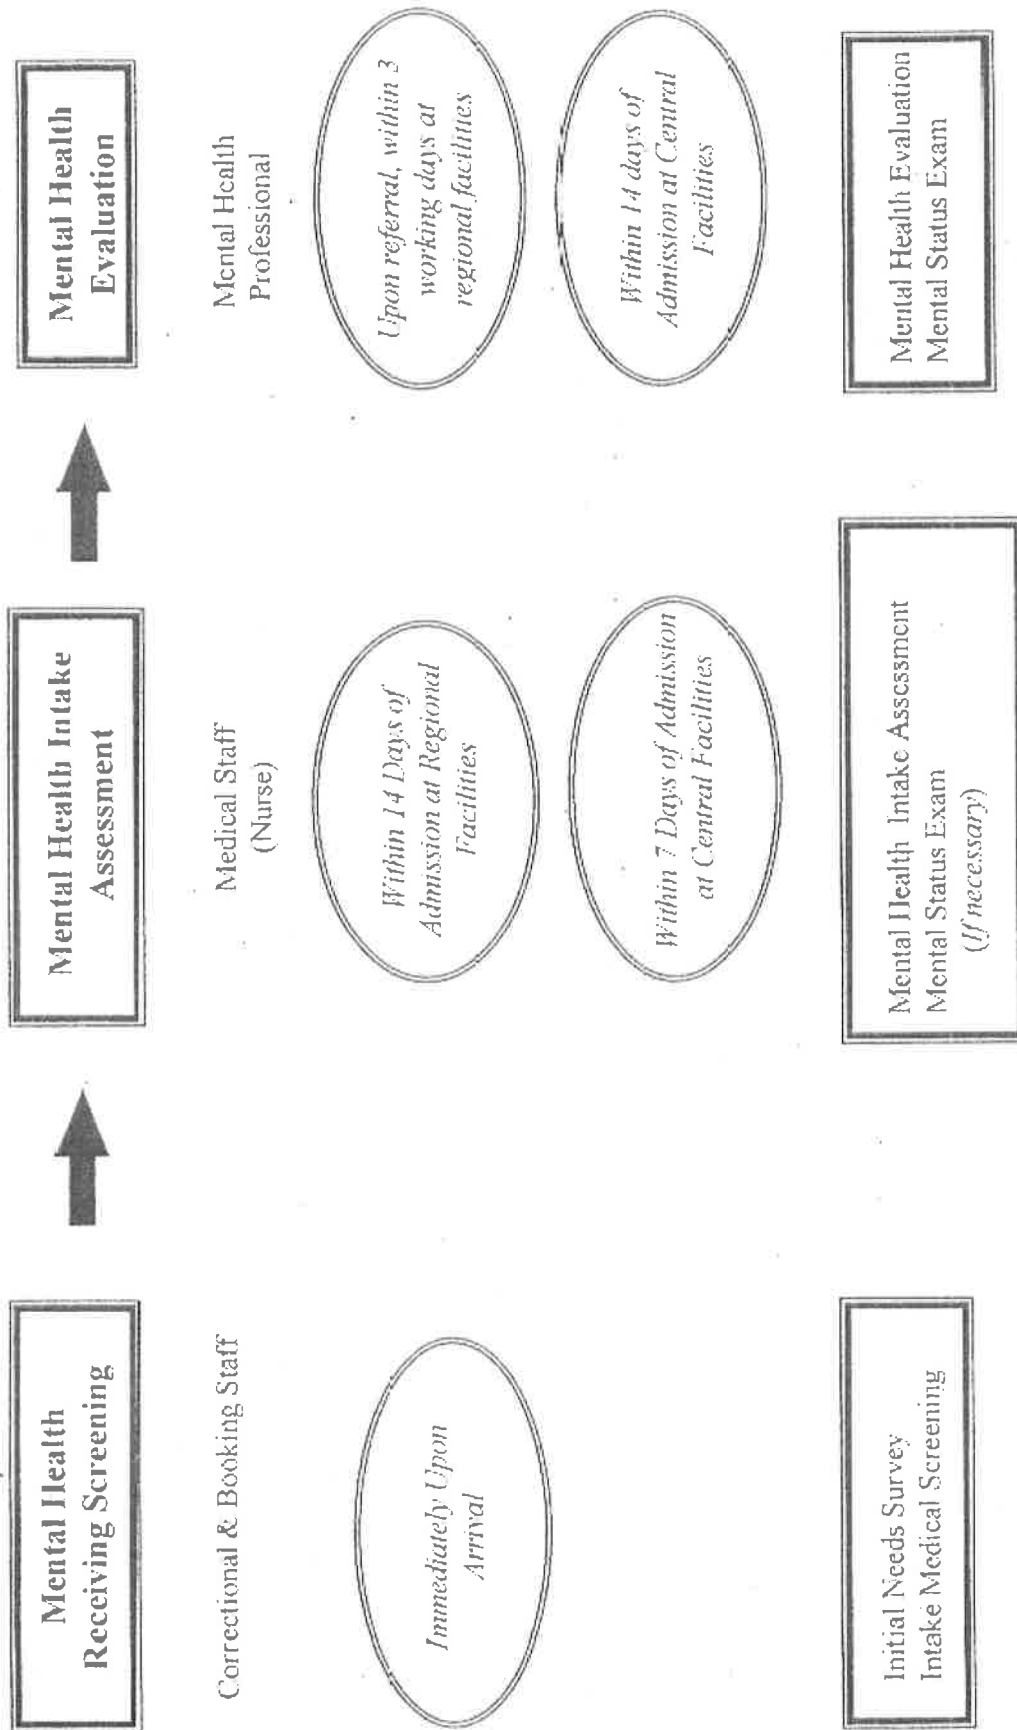 Mental Health
Receiving Screening
Mental Health Intake
Assessment
Mental Health
Evaluation
Correctional & Booking Staff
Medical Staff
(Nurse)
Mental Health
Professional
Immediately Upon
Arrival
Within 14 Days of
Admission at Regional
Facilities
Upon referral, within 3
working days at
regional facilities
Within 7 Days of Admission
at Central Facilities
Within 14 days of
Admission at Central
Facilities
Initial Needs Survey
Intake Medical Screening
Mental Health Intake Assessment
Mental Status Exam
(If necessary)
Mental Health Evaluation
Mental Status Exam